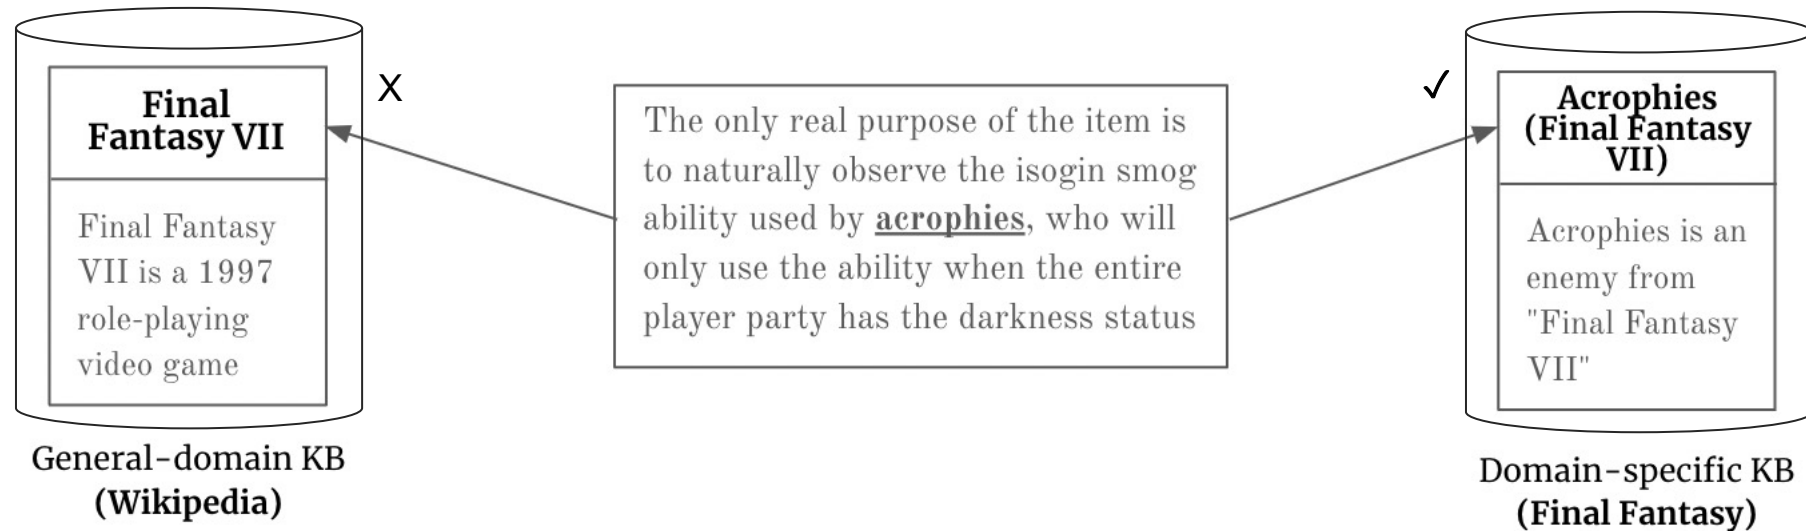 Final
Fantasy VII
Final Fantasy
VII is a 1997
role-playing
video game
General-domain KB
(Wikipedia)
X
The only real purpose of the item is
to naturally observe the isogin smog
ability used by acrophies, who will
only use the ability when the entire
player party has the darkness status
✓
Acrophies
(Final Fantasy
VII)
Acrophies is an
enemy from
"Final Fantasy
VII"
Domain-specific KB
(Final Fantasy)